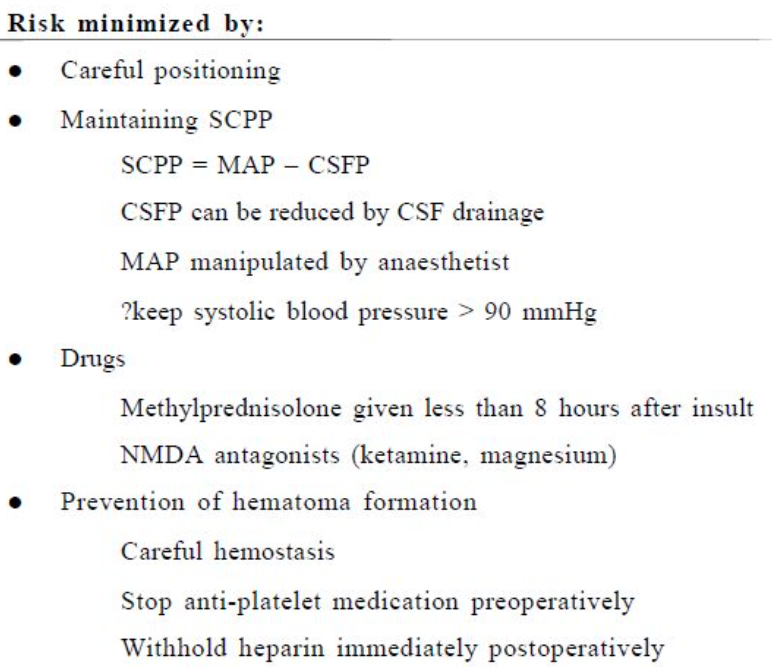 Risk minimized by:
● Careful positioning
● Maintaining SCPP
SCPP = MAP – CSFP
CSFP can be reduced by CSF drainage
MAP manipulated by anaesthetist
?keep systolic blood pressure > 90 mmHg
● Drugs
Methylprednisolone given less than 8 hours after insult
NMDA antagonists (ketamine, magnesium)
● Prevention of hematoma formation
Careful hemostasis
Stop anti-platelet medication preoperatively
Withhold heparin immediately postoperatively